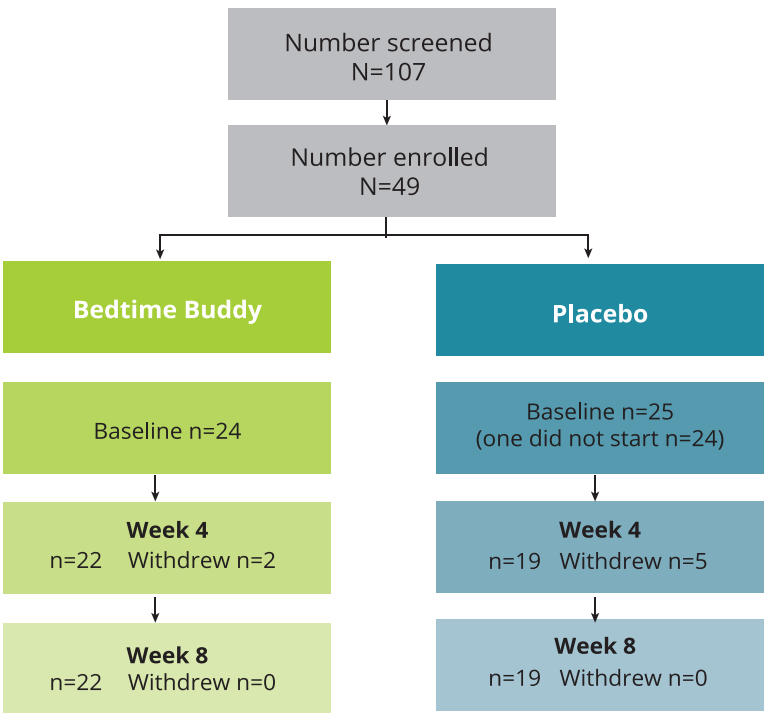 Number screened
N=107
Number enrolled
N=49
Bedtime Buddy
Placebo
Baseline n=24
Baseline n=25
(one did not start n=24)
Week 4
n=22 Withdrew n=2
Week 4
n=19 Withdrew n=5
Week 8
n=22 Withdrew n=0
Week 8
n=19 Withdrew n=0